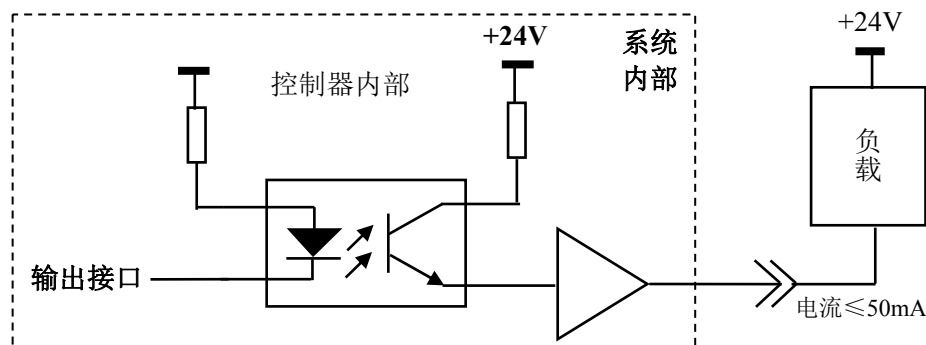 +24V
系统
内部
控制器内部
+24V
负载
输出接口
电流≤50mA